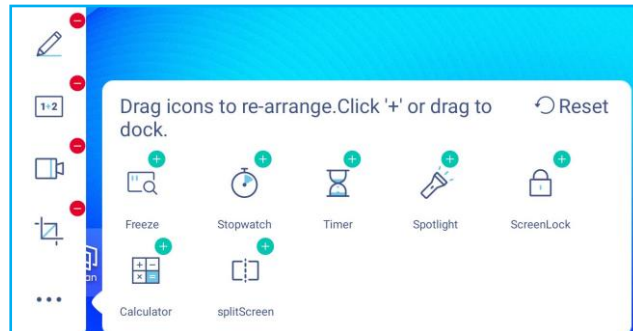 1+2
Drag icons to re-arrange.Click '+' or drag to
dock.
Reset
Freeze
Stopwatch
Timer
Spotlight
ScreenLock
Calculator
splitScreen